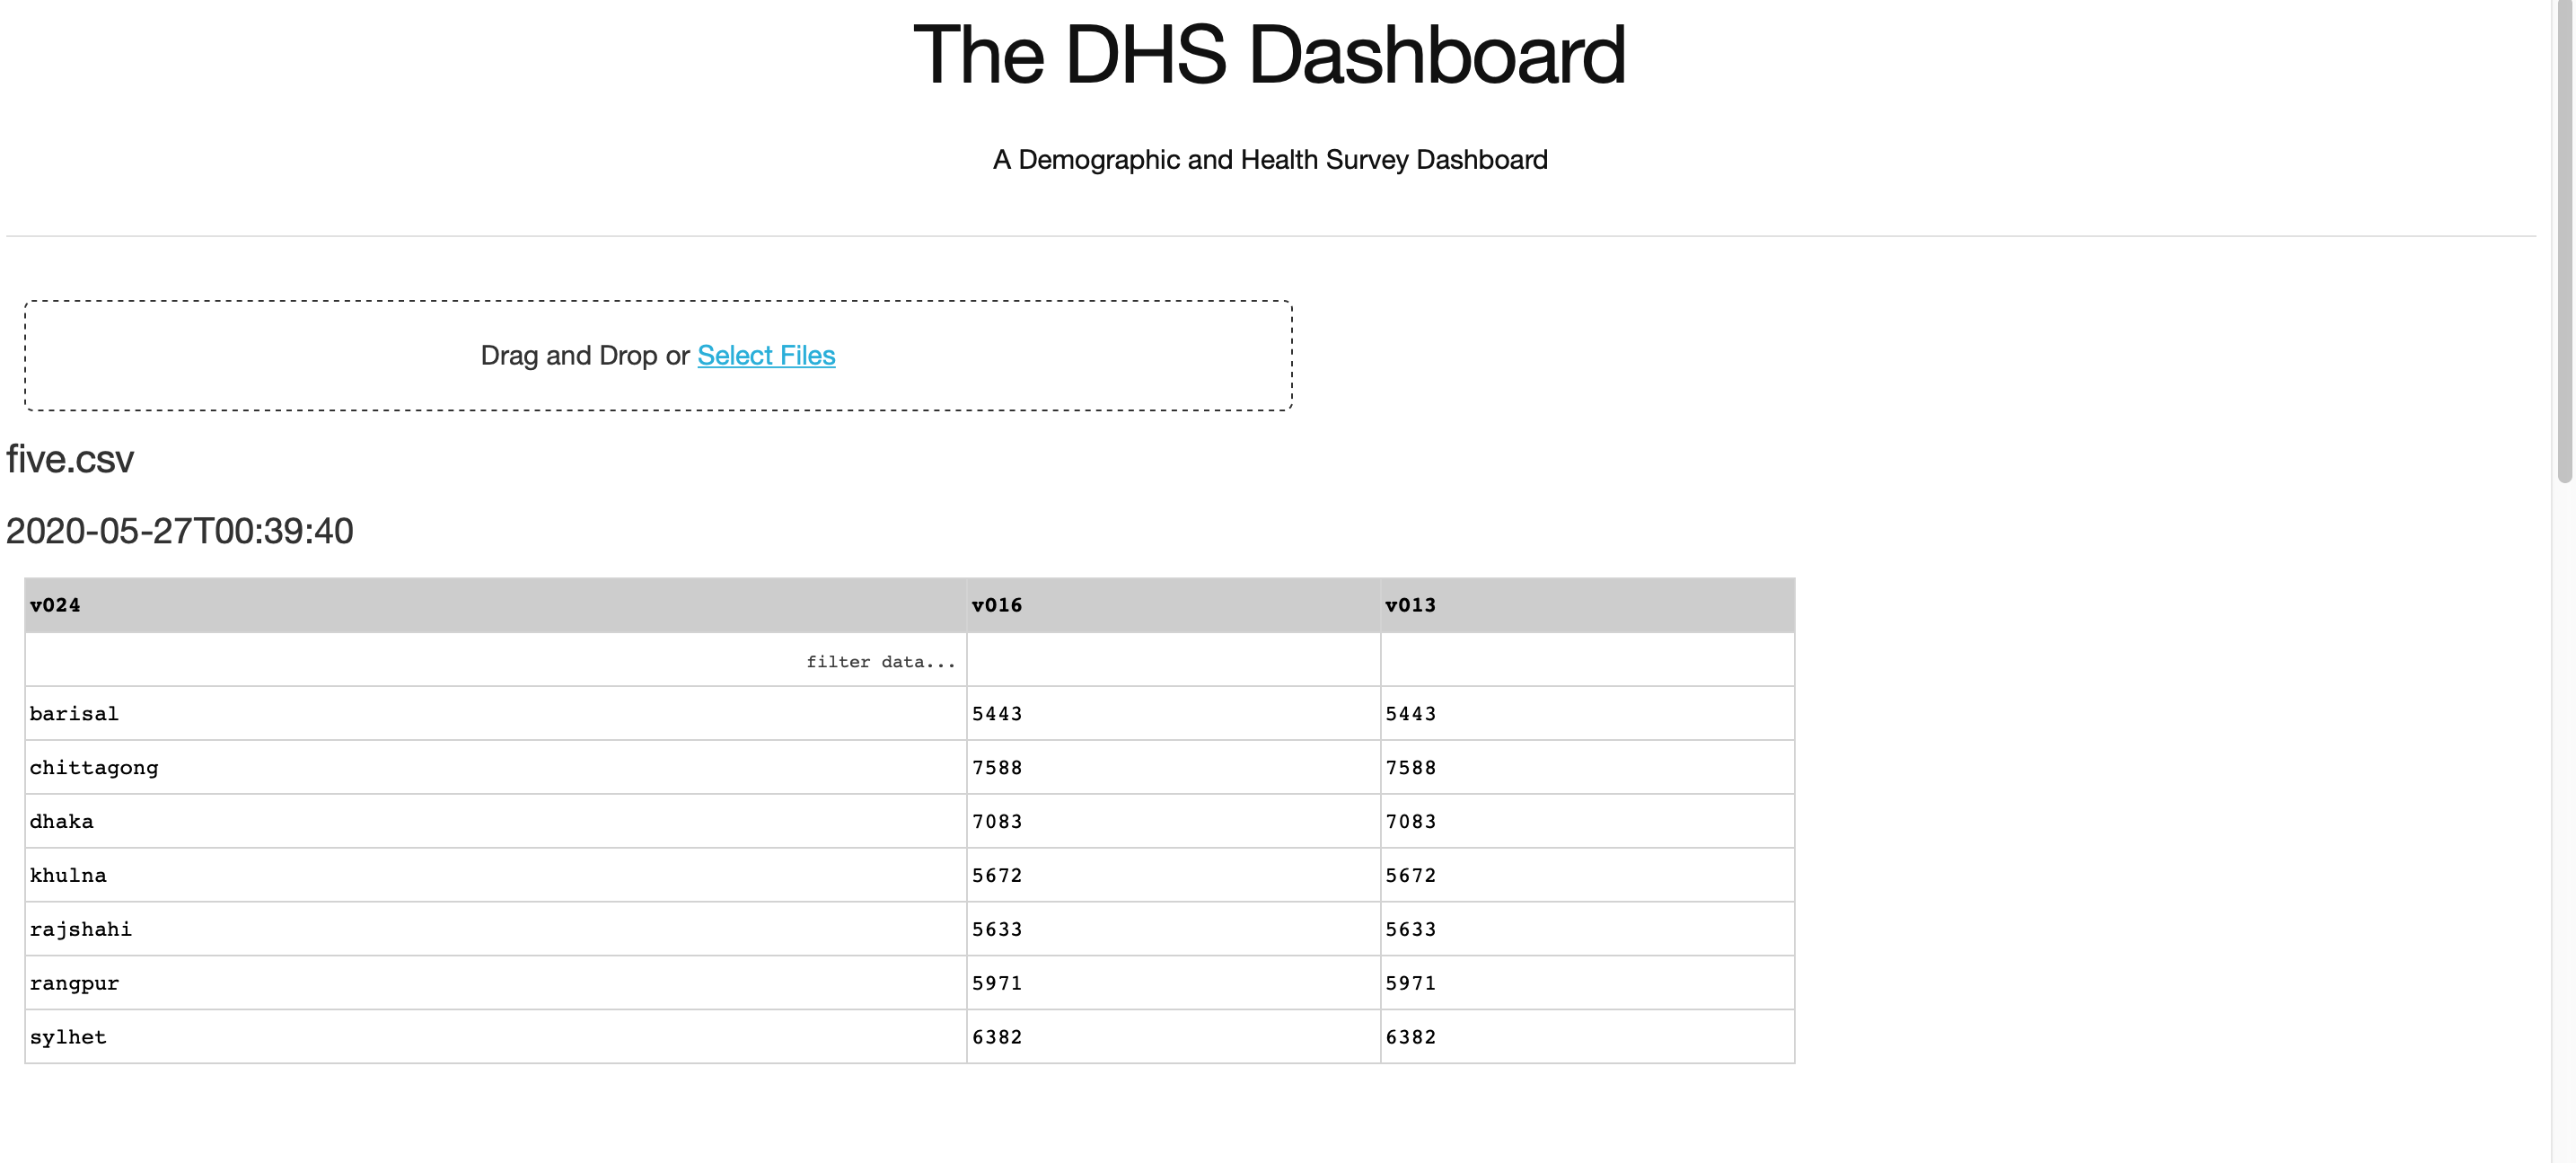 The DHS Dashboard
A Demographic and Health Survey Dashboard
Drag and Drop or Select Files
five.csv
2020-05-27T00:39:40
v024 v016 v013
filter data...
barisal 5443 5443
chittagong 7588 7588
dhaka 7083 7083
khulna 5672 5672
rajshahi 5633 5633
rangpur 5971 5971
sylhet 6382 6382